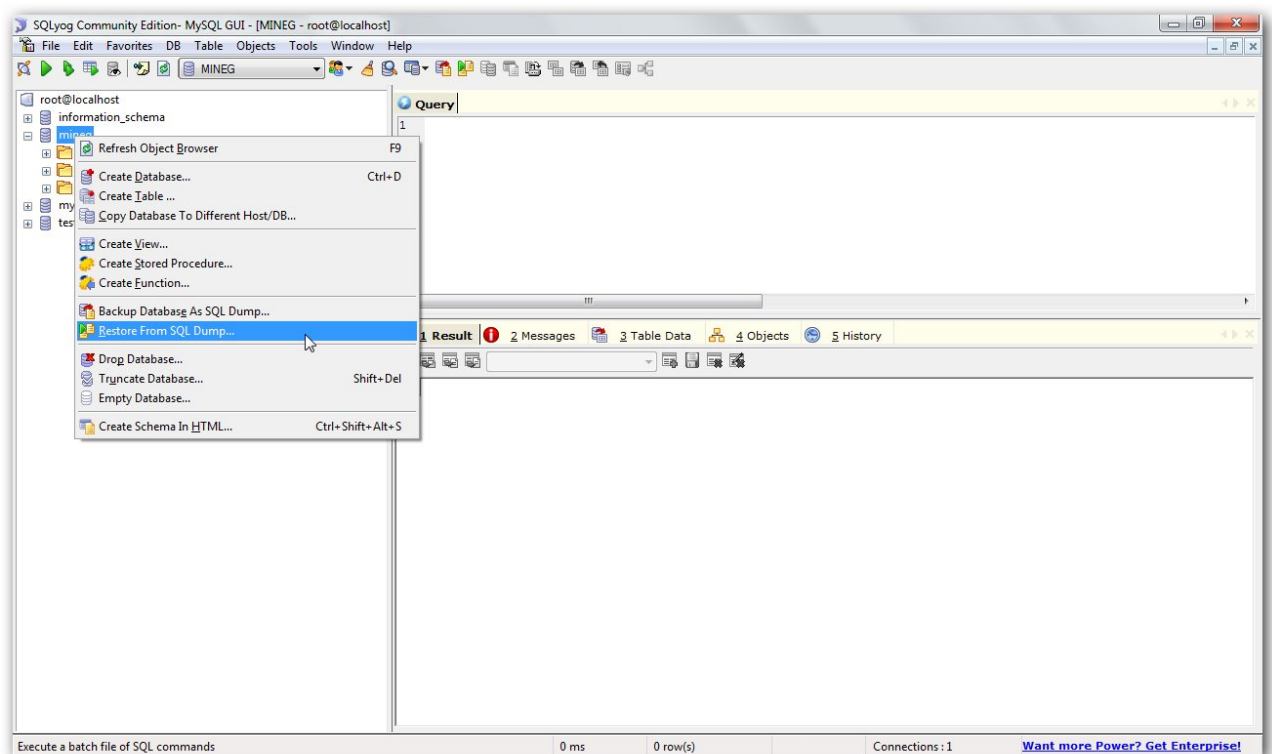 SQLyog Community Edition- MySQL GUI - [MINEG - root@localhost]
File Edit Favorites DB Table Objects Tools Window Help
MINEG
root@localhost
information_schema
mineg
my
tes
Refresh Object Browser F9
Create Database... Ctrl+D
Create Table ...
Copy Database To Different Host/DB...
Create View...
Create Stored Procedure...
Create Function...
Backup Database As SQL Dump...
Restore From SQL Dump...
Drop Database...
Truncate Database... Shift+Del
Empty Database...
Create Schema In HTML... Ctrl+Shift+Alt+S
Query
1
1 Result 2 Messages 3 Table Data 4 Objects 5 History
Execute a batch file of SQL commands 0 ms 0 row(s) Connections : 1 Want more Power? Get Enterprise!